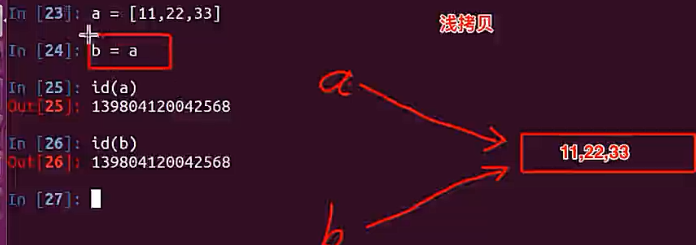 In [23]: a = [11,22,33]
浅拷贝
In [24]: b = a
In [25]: id(a)
Out[25]: 139804120042568
a
In [26]: id(b)
Out[26]: 139804120042568
11,22,33
In [27]:
b